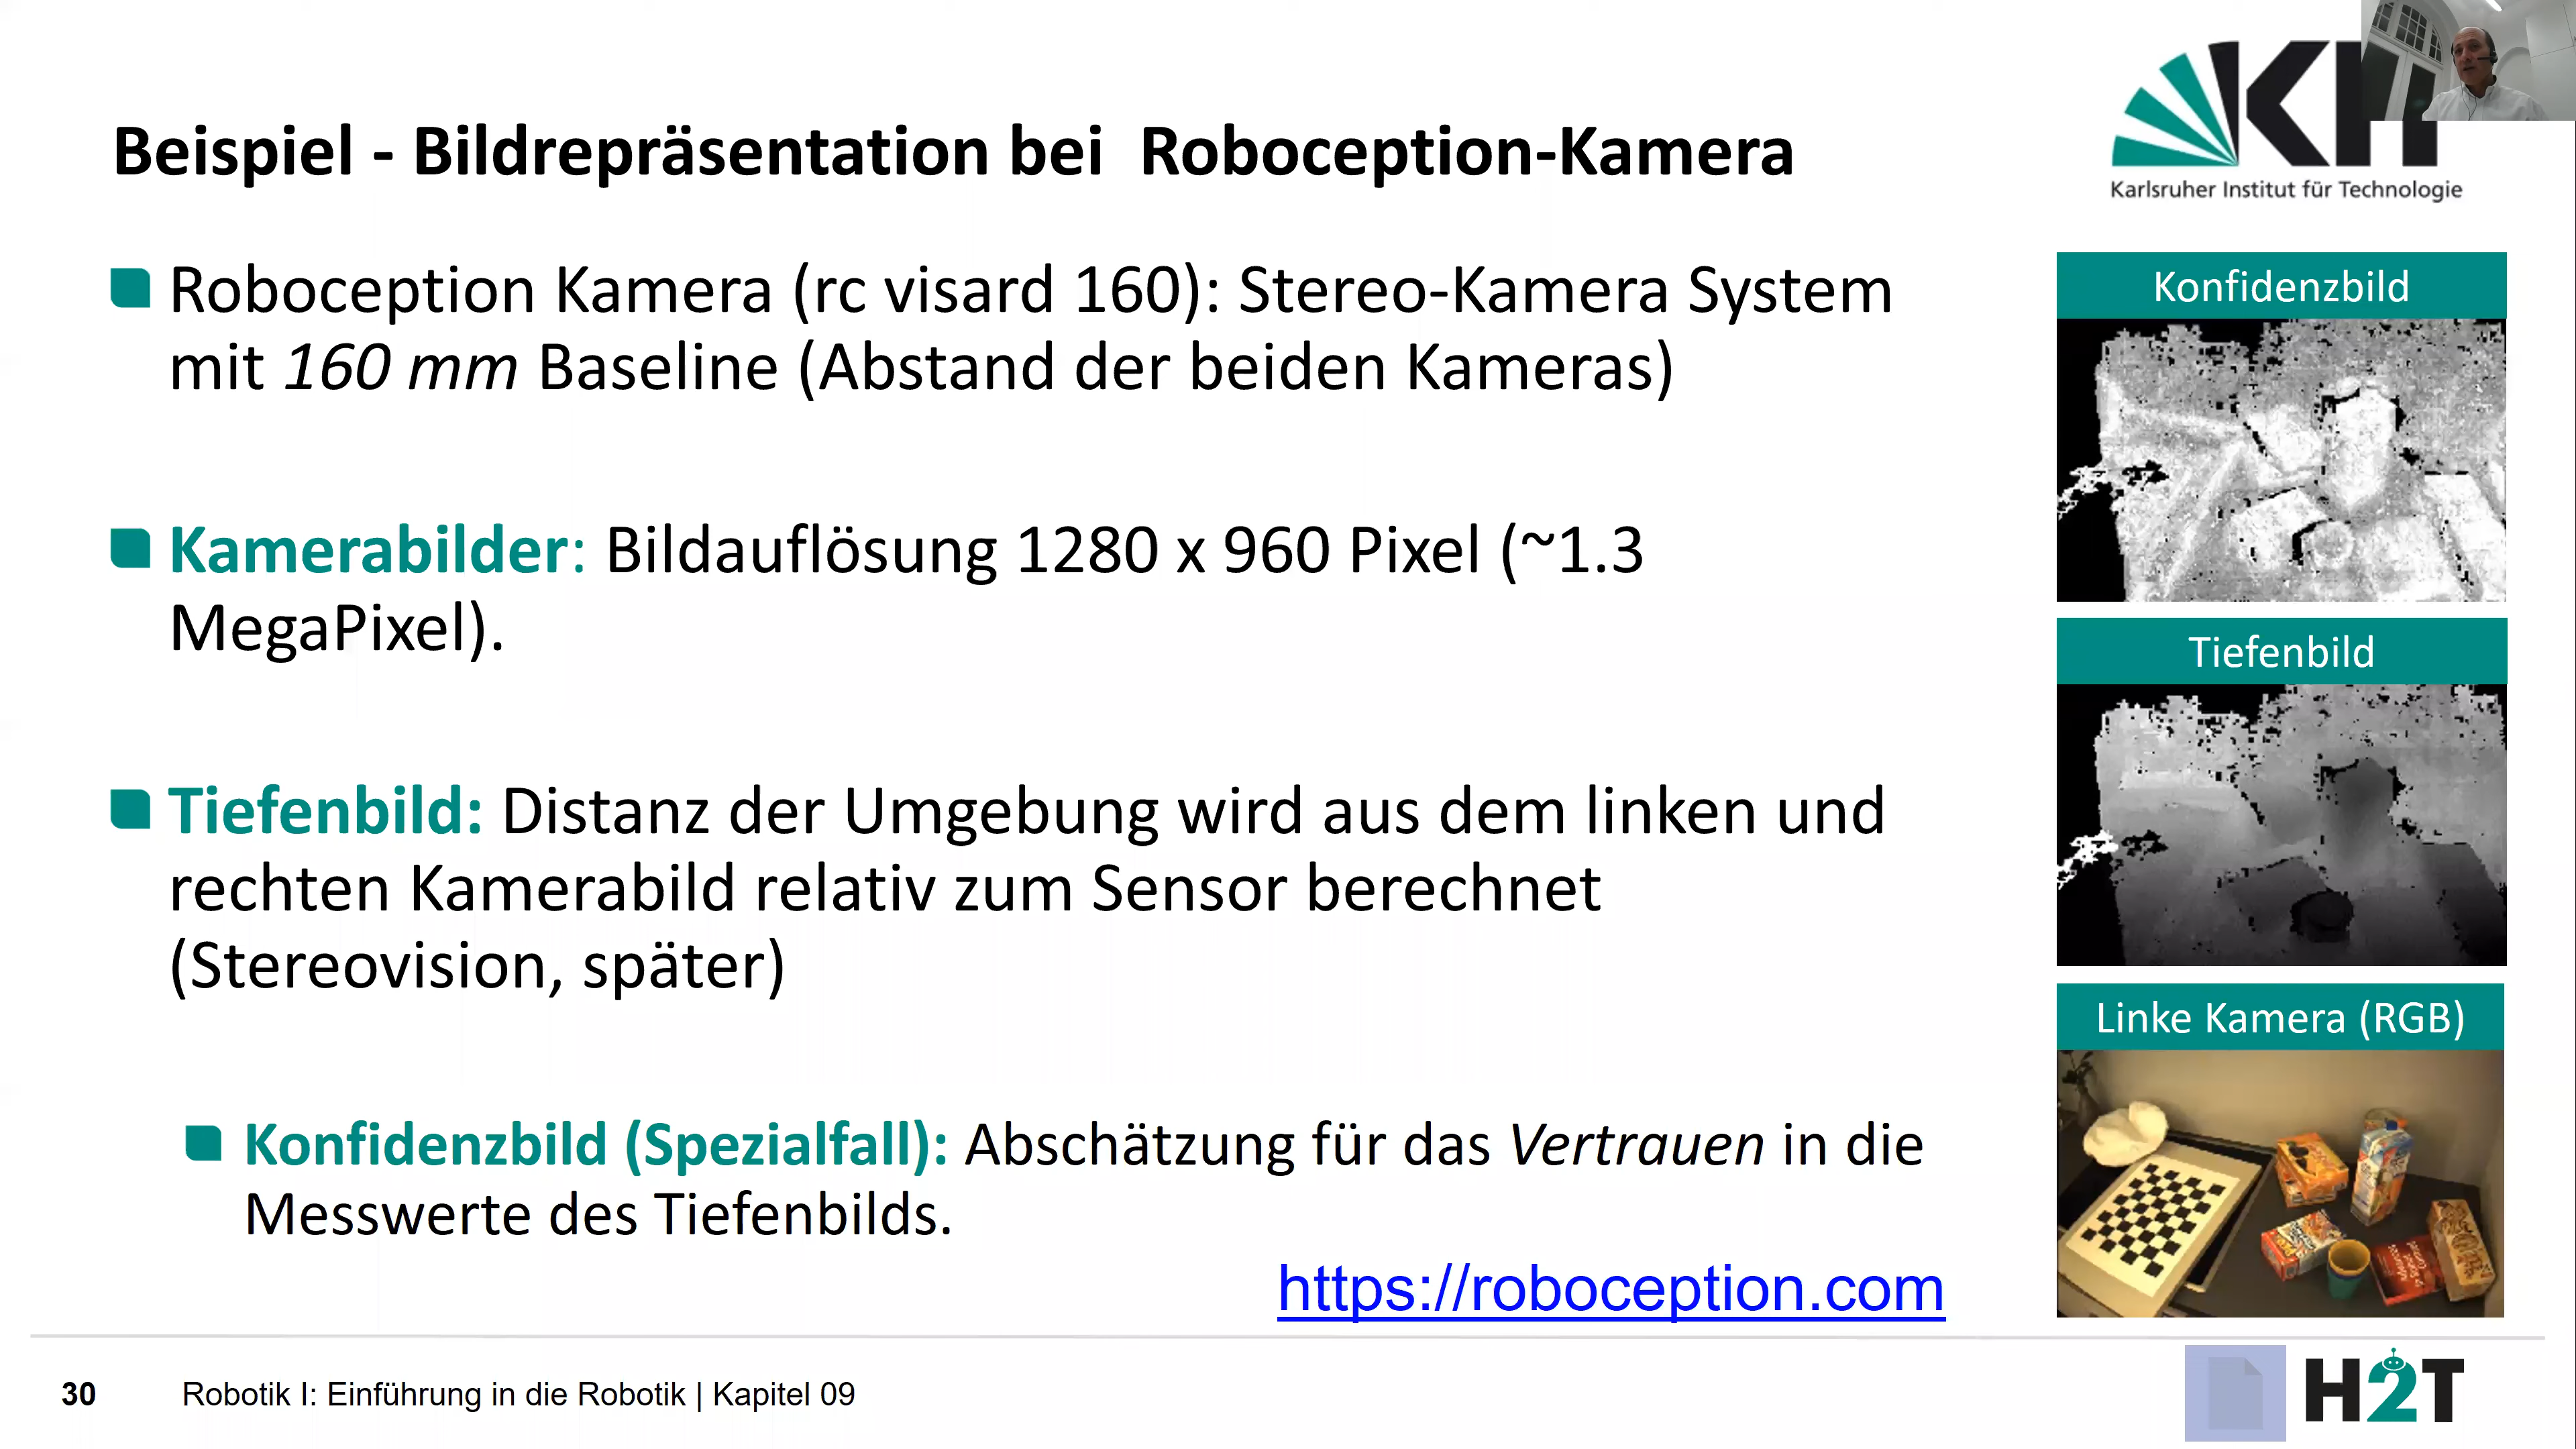 Beispiel - Bildrepräsentation bei Roboception-Kamera
Karlsruher Institut für Technologie
Roboception Kamera (rc visard 160): Stereo-Kamera System
mit 160 mm Baseline (Abstand der beiden Kameras)
Kamerabilder: Bildauflösung 1280 x 960 Pixel (~1.3
MegaPixel).
Tiefenbild: Distanz der Umgebung wird aus dem linken und
rechten Kamerabild relativ zum Sensor berechnet
(Stereovision, später)
Konfidenzbild (Spezialfall): Abschätzung für das Vertrauen in die
Messwerte des Tiefenbilds.
https://roboception.com
Konfidenzbild
Tiefenbild
Linke Kamera (RGB)
30
Robotik I: Einführung in die Robotik | Kapitel 09
H2T